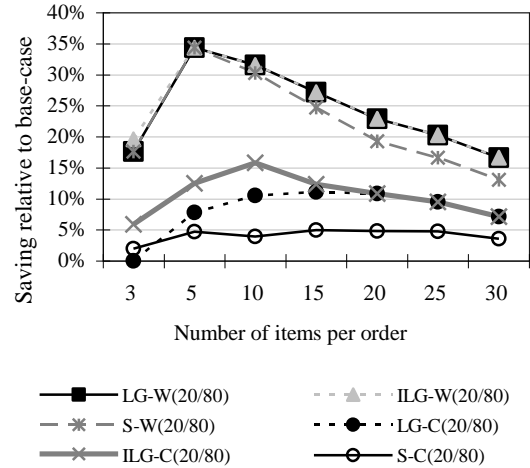 Saving relative to base-case
40%
35%
30%
25%
20%
15%
10%
5%
0%
3 5 10 15 20 25 30
Number of items per order
LG-W(20/80) ILG-W(20/80)
S-W(20/80) LG-C(20/80)
ILG-C(20/80) S-C(20/80)